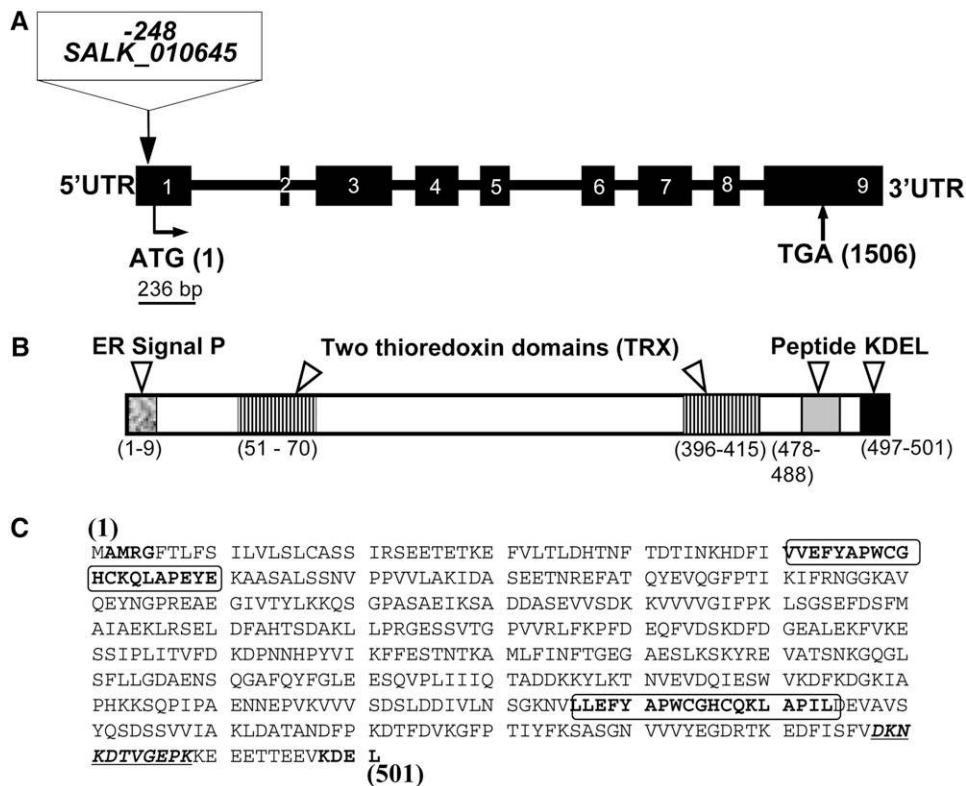 A
-248
SALK_010645
5'UTR 1 2 3 4 5 6 7 8 9 3'UTR
ATG (1)
TGA (1506)
236 bp
B
ER Signal P Two thioredoxin domains (TRX) Peptide KDEL
(1-9) (51 - 70) (396-415) (478-488) (497-501)
C
(1)
MAMRGFTLFS ILVLSLCASS IRSEETETKE FVLTLDHTNF TDTINKHDFI VVEFYAPWCG
HCKQLAPEYE KAASALSSNV PPVVLAKIDA SEETNREFAT QYEVQGFPTI KIFRNGGKAV
QEYNGPREAE GIVTYLKKQS GPASAEIKSA DDASEVVSDK KVVVVGIFPK LSGSEFDSFM
AIAEKLRSEL DFAHTSDAKL LPRGESSVTG PVVRLFKPFD EQFVDSKDFD GEALEKFVKE
SSIPLITVFD KDPNNHPYVI KFFESTNTKA MLFINFTGEG AESLKSKYRE VATSNKGQGL
SFLLGDAENS QGAFQYFGLE ESQVPLIIIQ TADDKKYLKT NVEVDQIESW VKDFKDGKIA
PHKKSQPIPA ENNEPVKVVV SDSLDDIVLN SGKNVLLEFY APWCGHCQKL APILDEVAVS
YQSDSSVVIA KLDATANDFP KDTFDVKGFP TIYFKSASGN VVVYEGDRTK EDFISFVDKN
KDTVGEPKKE EETTEEVKDE L
(501)